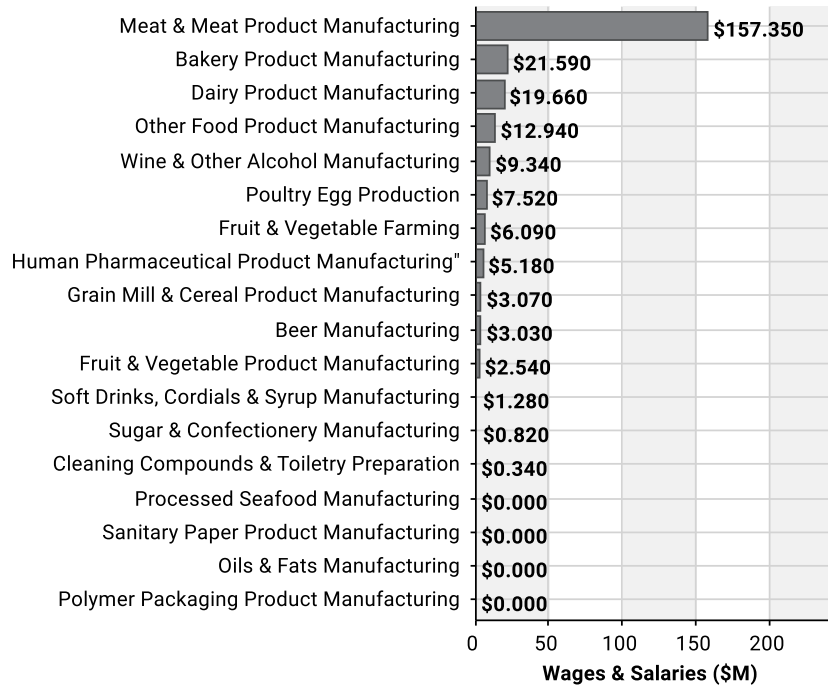 Meat & Meat Product Manufacturing $157.350
Bakery Product Manufacturing $21.590
Dairy Product Manufacturing $19.660
Other Food Product Manufacturing $12.940
Wine & Other Alcohol Manufacturing $9.340
Poultry Egg Production $7.520
Fruit & Vegetable Farming $6.090
Human Pharmaceutical Product Manufacturing" $5.180
Grain Mill & Cereal Product Manufacturing $3.070
Beer Manufacturing $3.030
Fruit & Vegetable Product Manufacturing $2.540
Soft Drinks, Cordials & Syrup Manufacturing $1.280
Sugar & Confectionery Manufacturing $0.820
Cleaning Compounds & Toiletry Preparation $0.340
Processed Seafood Manufacturing $0.000
Sanitary Paper Product Manufacturing $0.000
Oils & Fats Manufacturing $0.000
Polymer Packaging Product Manufacturing $0.000
0 50 100 150 200
Wages & Salaries ($M)